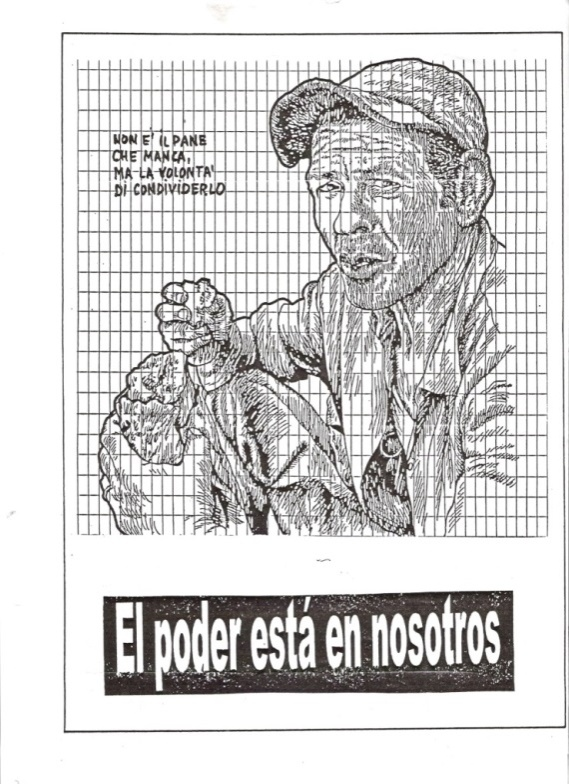 NON E' IL PANE
CHE MANCA,
MA LA VOLONTA'
DI CONDIVIDERLO
El poder está en nosotros